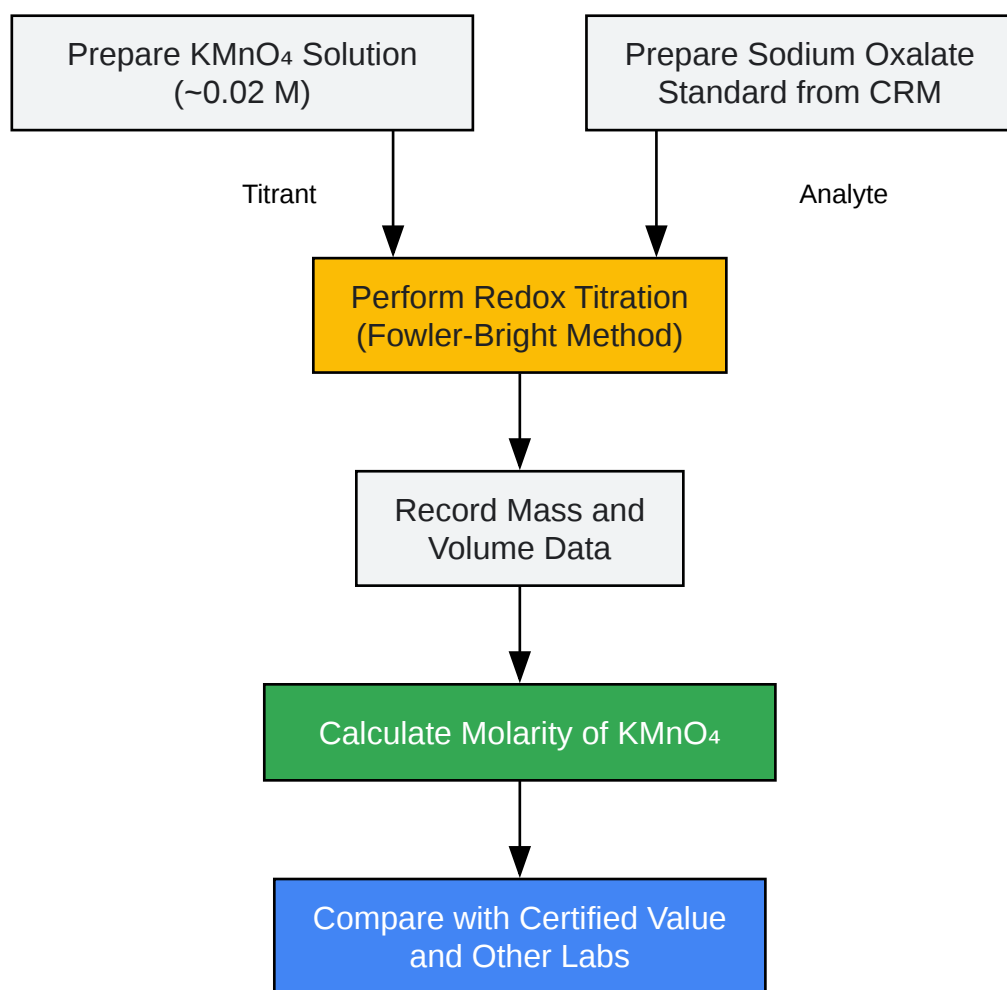 Prepare KMnO₄ Solution
(~0.02 M)
Prepare Sodium Oxalate
Standard from CRM
Titrant
Analyte
Perform Redox Titration
(Fowler-Bright Method)
Record Mass and
Volume Data
Calculate Molarity of KMnO₄
Compare with Certified Value
and Other Labs